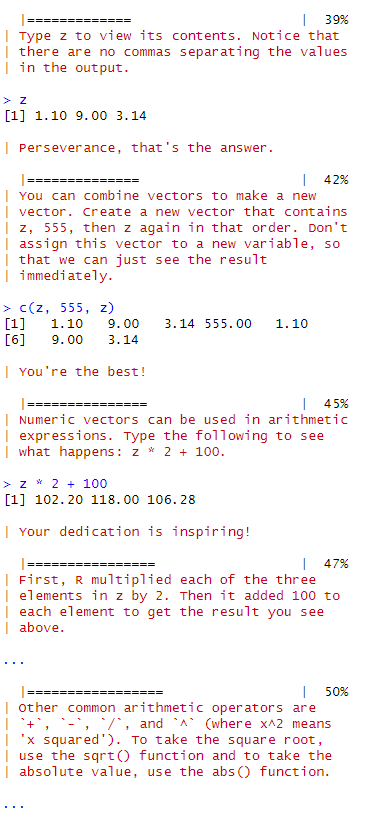 |============= | 39%
| Type z to view its contents. Notice that
| there are no commas separating the values
| in the output.
> z
[1] 1.10 9.00 3.14
| Perseverance, that's the answer.
|============== | 42%
| You can combine vectors to make a new
| vector. Create a new vector that contains
| z, 555, then z again in that order. Don't
| assign this vector to a new variable, so
| that we can just see the result
| immediately.
> c(z, 555, z)
[1] 1.10 9.00 3.14 555.00 1.10
[6] 9.00 3.14
| You're the best!
|=============== | 45%
| Numeric vectors can be used in arithmetic
| expressions. Type the following to see
| what happens: z * 2 + 100.
> z * 2 + 100
[1] 102.20 118.00 106.28
| Your dedication is inspiring!
|================ | 47%
| First, R multiplied each of the three
| elements in z by 2. Then it added 100 to
| each element to get the result you see
| above.
...
|================= | 50%
| Other common arithmetic operators are
| `+`, `-`, `/`, and `^` (where x^2 means
| 'x squared'). To take the square root,
| use the sqrt() function and to take the
| absolute value, use the abs() function.
...